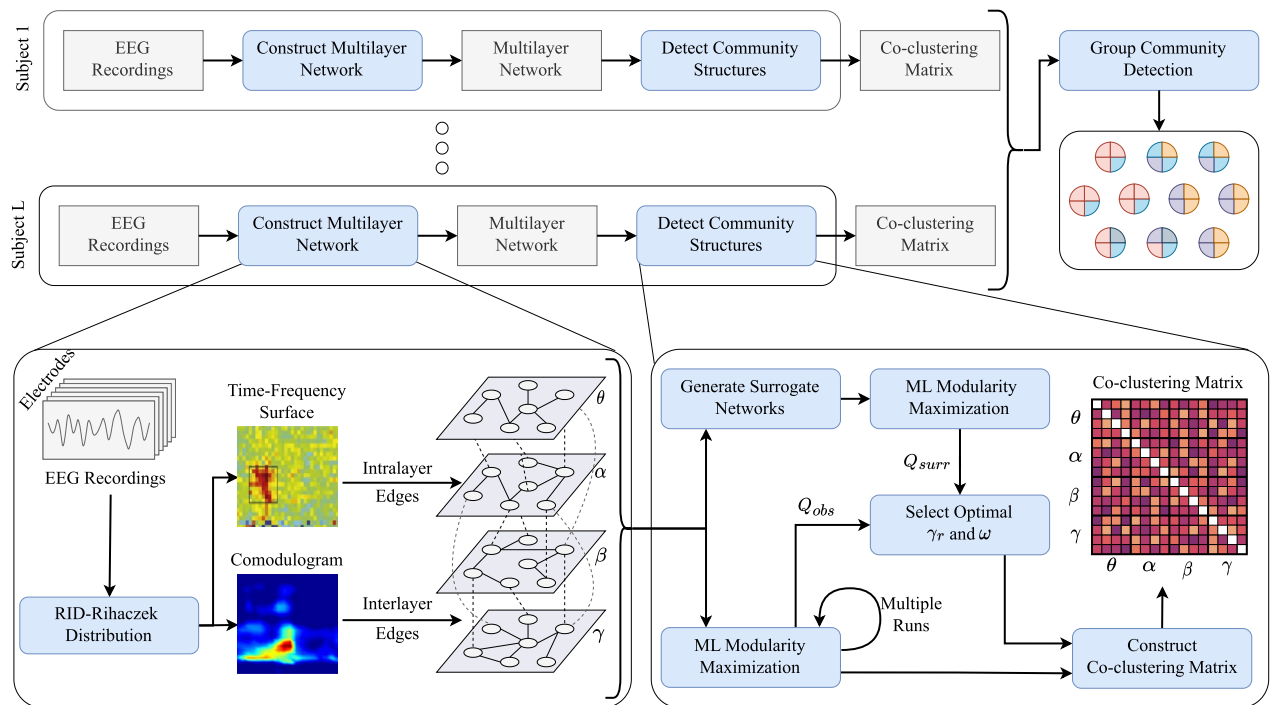 Subject 1
EEG
Recordings
Construct Multilayer
Network
Multilayer
Network
Detect Community
Structures
Co-clustering
Matrix
Group Community
Detection
Subject L
EEG
Recordings
Construct Multilayer
Network
Multilayer
Network
Detect Community
Structures
Co-clustering
Matrix
Electrodes
EEG Recordings
RID-Rihaczek
Distribution
Time-Frequency
Surface
Comodulogram
Intralayer
Edges
Interlayer
Edges
θ
α
β
γ
Generate Surrogate
Networks
ML Modularity
Maximization
Q_surr
Q_obs
Select Optimal
γ_r and ω
Multiple
Runs
ML Modularity
Maximization
Construct
Co-clustering Matrix
Co-clustering Matrix
θ
α
β
γ
θ α β γ